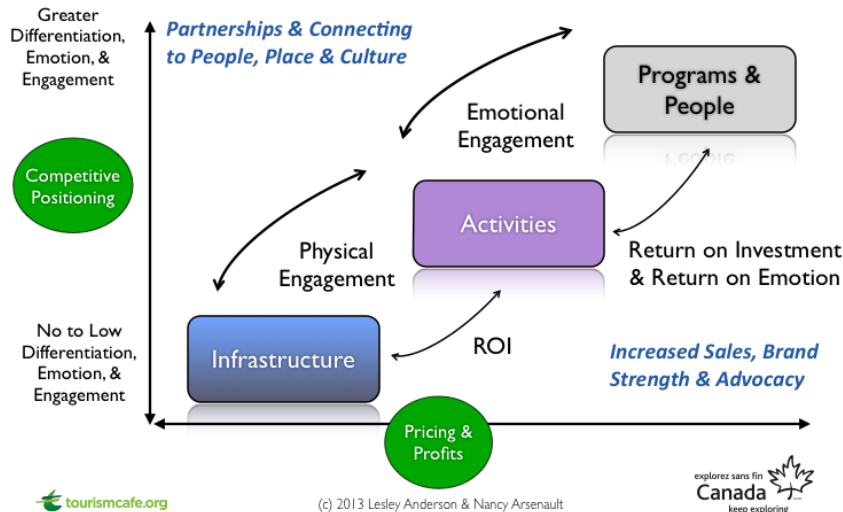 Greater
Differentiation,
Emotion, &
Engagement
Partnerships & Connecting
to People, Place & Culture
Programs &
People
Emotional
Engagement
Competitive
Positioning
Activities
Physical
Engagement
Return on Investment
& Return on Emotion
No to Low
Differentiation,
Emotion, &
Engagement
Infrastructure
ROI
Increased Sales, Brand
Strength & Advocacy
Pricing &
Profits
tourismcafe.org
(c) 2013 Lesley Anderson & Nancy Arsenault
explorez sans fin
Canada
keep exploring